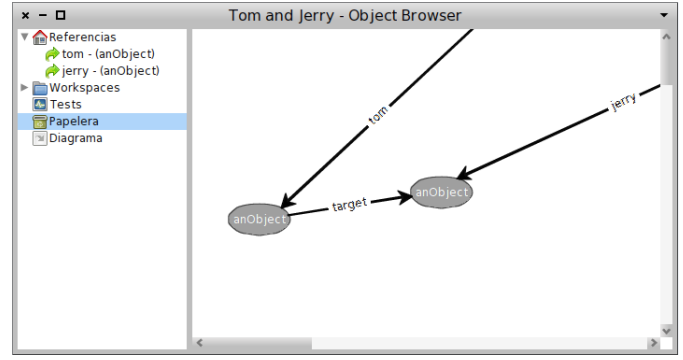 Tom and Jerry - Object Browser
Referencias
tom - (anObject)
jerry - (anObject)
Workspaces
Tests
Papelera
Diagrama
tom
jerry
anObject
target
anObject